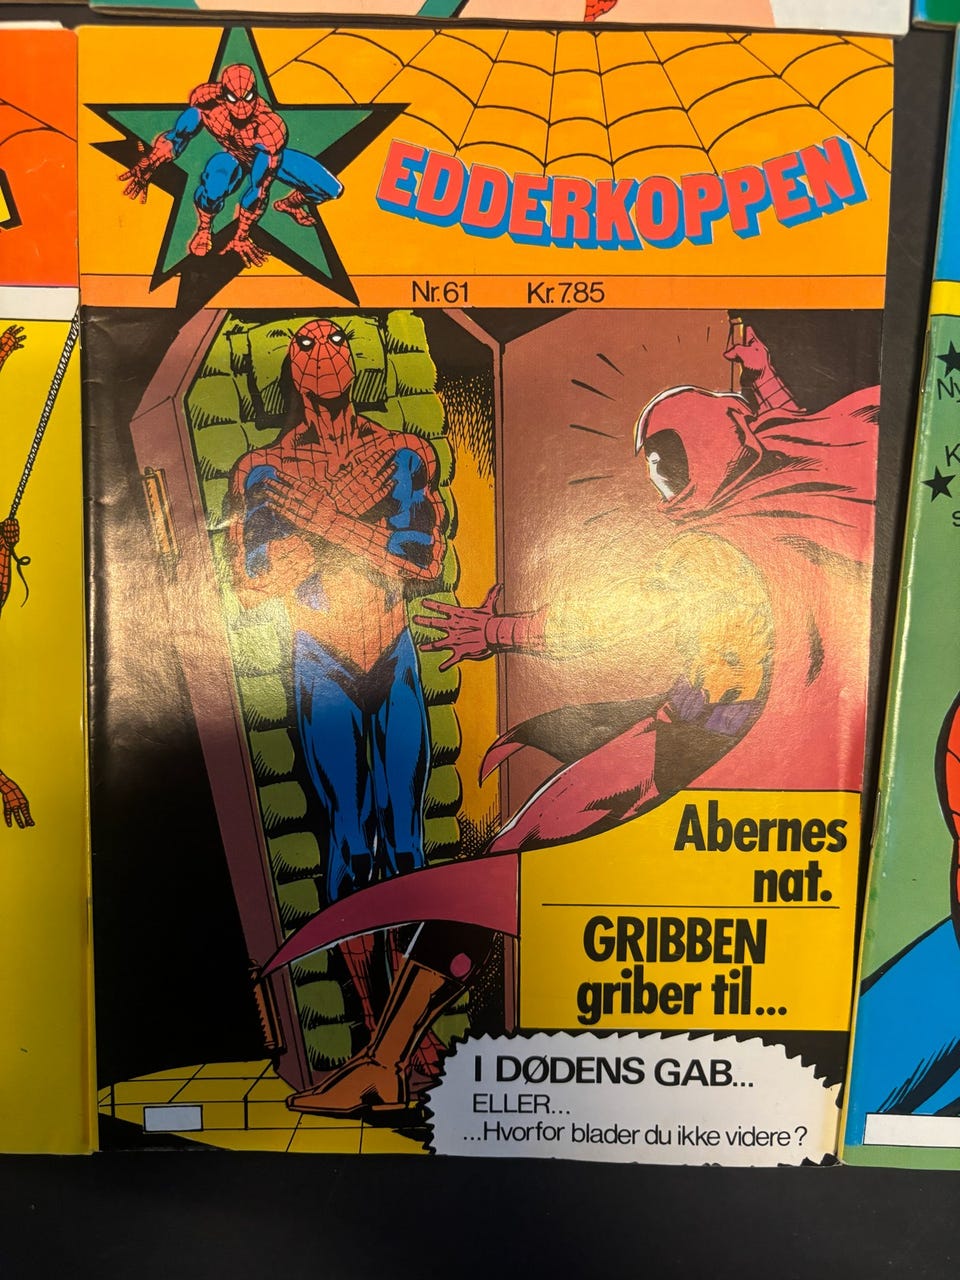 EDDERKOPPEN
Nr. 61 Kr. 7.85
Abernes
nat.
GRIBBEN
griber til...
I DØDENS GAB...
ELLER...
...Hvorfor blader du ikke videre?
Ny
K
s